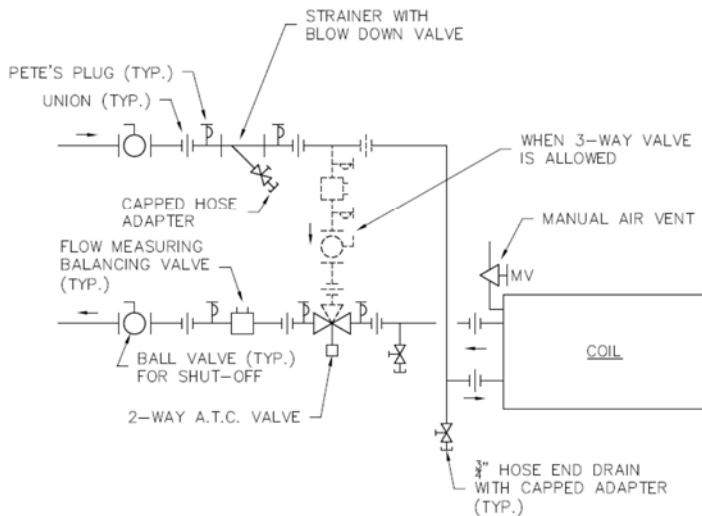 STRAINER WITH
BLOW DOWN VALVE
PETE'S PLUG (TYP.)
UNION (TYP.)
WHEN 3-WAY VALVE
IS ALLOWED
CAPPED HOSE
ADAPTER
MANUAL AIR VENT
FLOW MEASURING
BALANCING VALVE
(TYP.)
MV
COIL
BALL VALVE (TYP.)
FOR SHUT-OFF
2-WAY A.T.C. VALVE
¾" HOSE END DRAIN
WITH CAPPED ADAPTER
(TYP.)